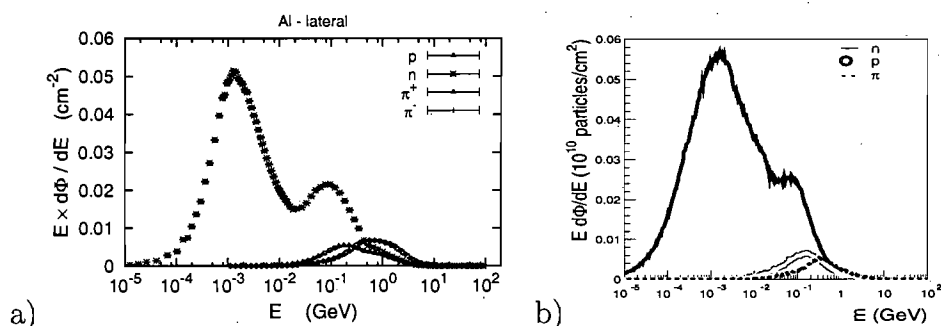 Al - lateral
E × dΦ / dE (cm⁻²)
0.06
0.05
0.04
0.03
0.02
0.01
0
p
n
π⁺
π⁻
10⁻⁵ 10⁻⁴ 10⁻³ 10⁻² 10⁻¹ 10⁰ 10¹ 10²
E (GeV)
a)
E dΦ/dE (10¹⁰ particles/cm²)
0.06
0.05
0.04
0.03
0.02
0.01
0
n
p
π
10⁻⁵ 10⁻⁴ 10⁻³ 10⁻² 10⁻¹ 1 10 10²
E (GeV)
b)